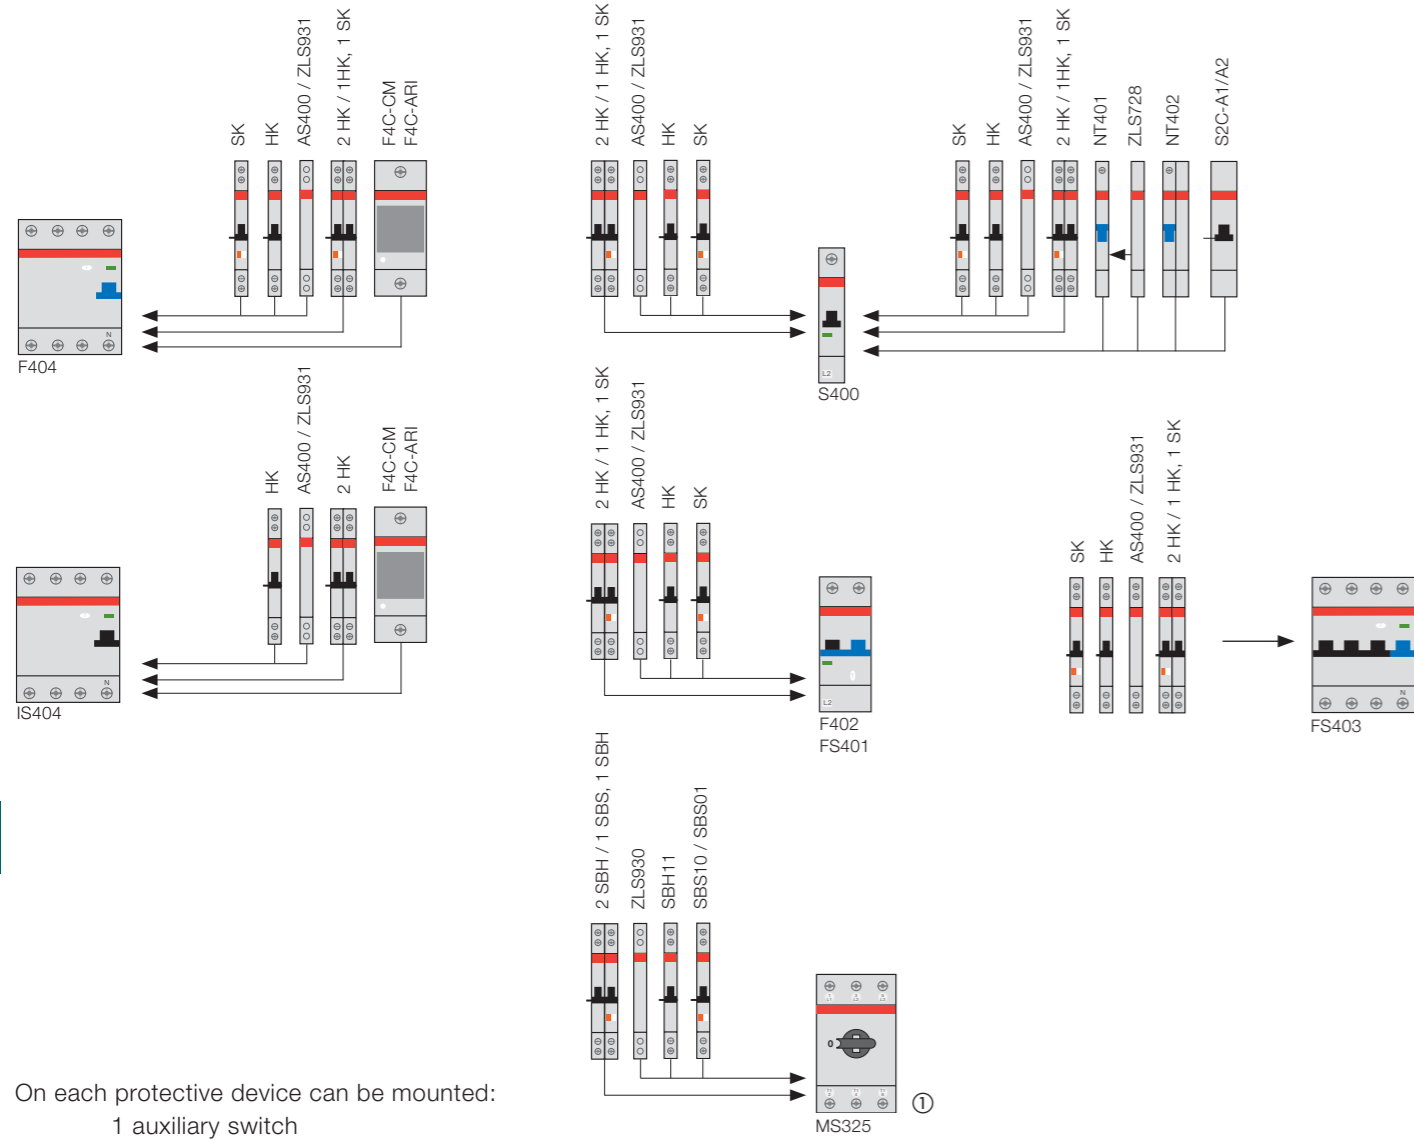 SK
HK
AS400 / ZLS931
2 HK / 1HK, 1 SK
F4C-CM
F4C-ARI
N
F404
2 HK / 1 HK, 1 SK
AS400 / ZLS931
HK
SK
L2
S400
SK
HK
AS400 / ZLS931
2 HK / 1HK, 1 SK
NT401
ZLS728
NT402
S2C-A1/A2
HK
AS400 / ZLS931
2 HK
F4C-CM
F4C-ARI
N
IS404
2 HK / 1 HK, 1 SK
AS400 / ZLS931
HK
SK
L2
F402
FS401
SK
HK
AS400 / ZLS931
2 HK / 1 HK, 1 SK
N
FS403
2 SBH / 1 SBS, 1 SBH
ZLS930
SBH11
SBS10 / SBS01
0
MS325
①
On each protective device can be mounted:
1 auxiliary switch